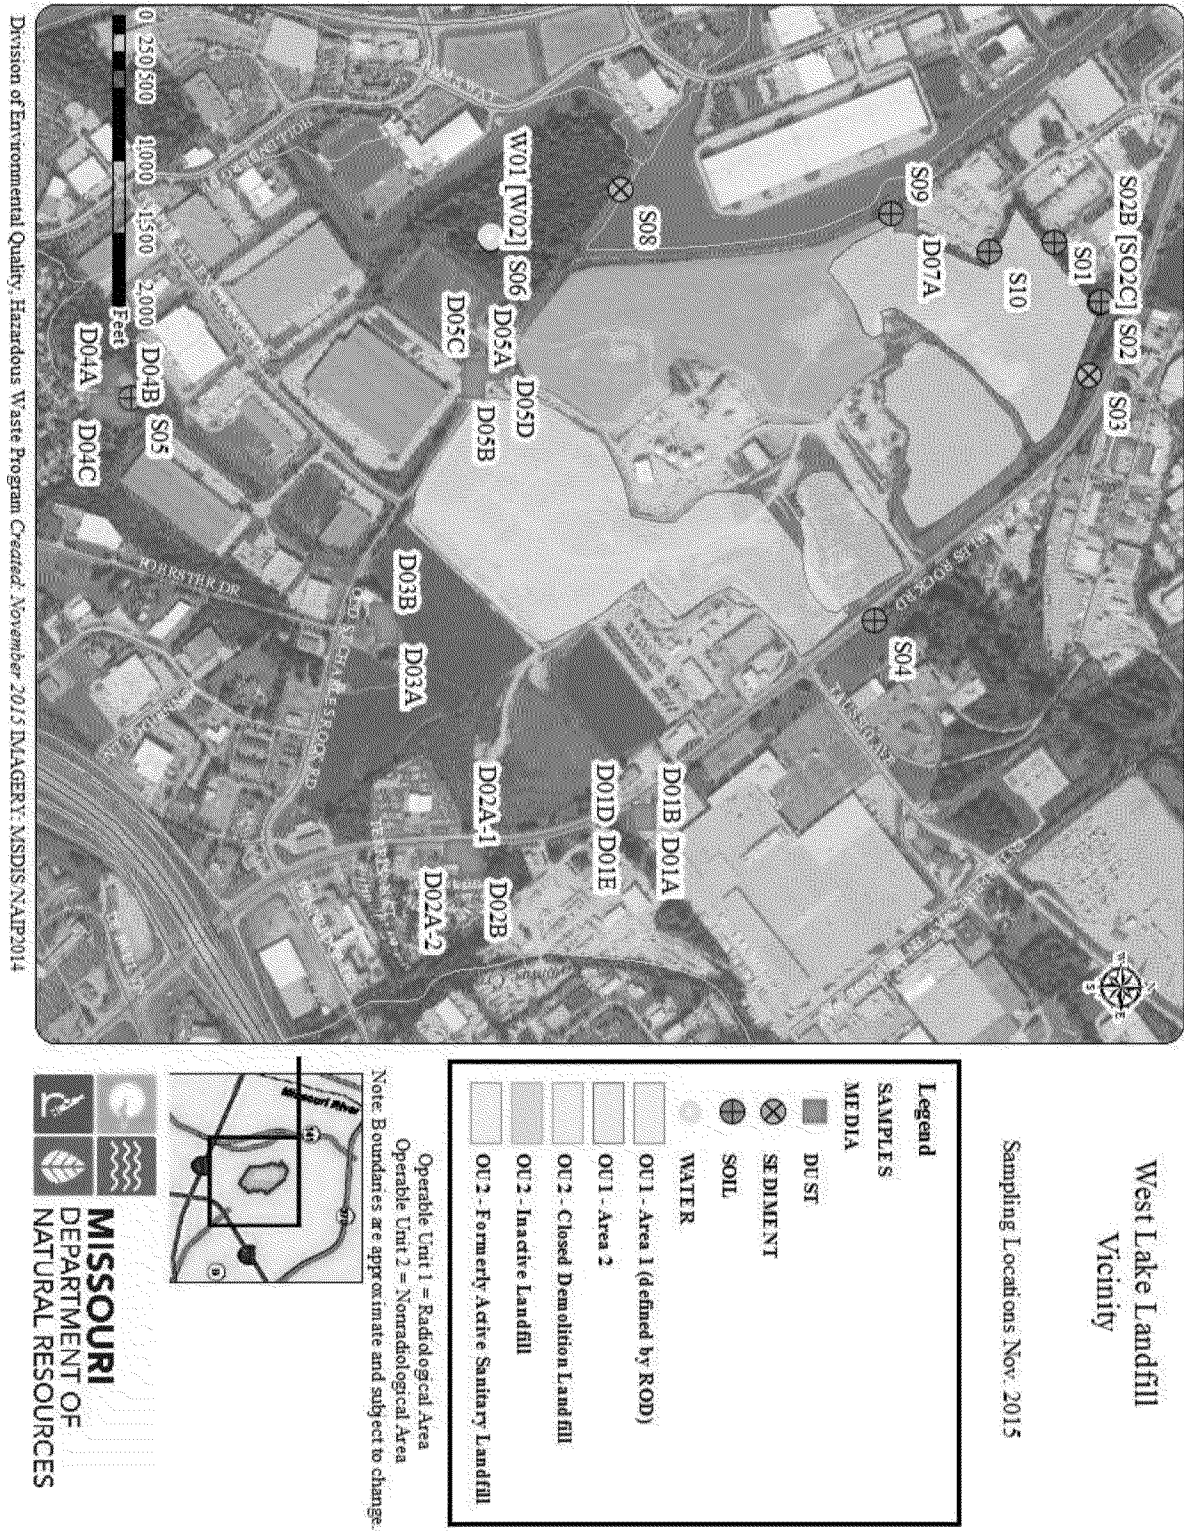 West Lake Landfill
Vicinity
Sampling Locations Nov. 2015
Legend
SAMPLES
MEDIA
DUST
SEDIMENT
SOIL
WATER
OU1 - Area 1 (defined by ROD)
OU1 - Area 2
OU2 - Closed Demolition Landfill
OU2 - Inactive Landfill
OU2 - Formerly Active Sanitary Landfill
Operable Unit 1 = Radiological Area
Operable Unit 2 = Nonradiological Area
Note: Boundaries are approximate and subject to change.
Missouri River
141
370
B
MISSOURI
DEPARTMENT OF
NATURAL RESOURCES
N
E
S
W
S02B [SO2C]
S02
S03
S01
S10
S09
D07A
S04
S08
W01 [W02]
S06
D05A
D05D
D05C
D05B
D01B
D01A
D01D
D01E
D02A-1
D02B
D02A-2
D03B
D03A
D04B
S05
D04A
D04C
ROCK RD
OLD ST CHARLES ROCK RD
0 250 500 1,000 1,500 2,000
Feet
Division of Environmental Quality, Hazardous Waste Program Created: November 2015 IMAGERY: MSDIS/NAIP2014